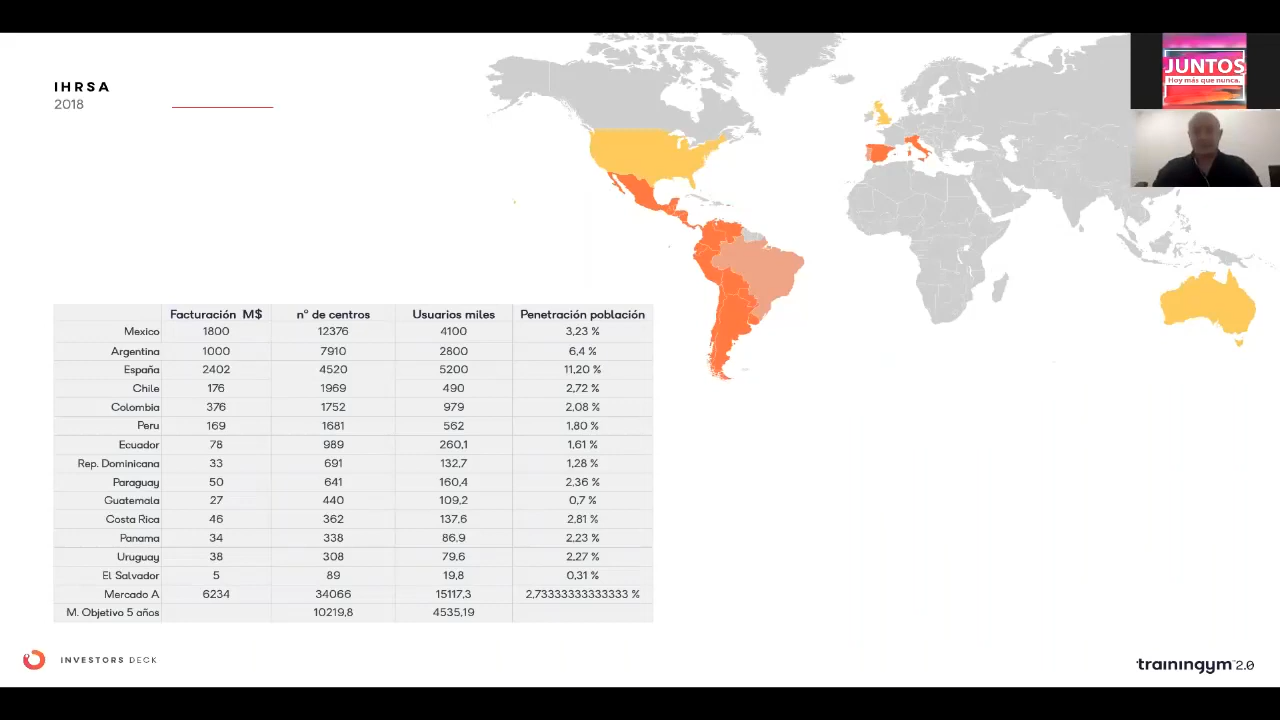 IHRSA
2018
JUNTOS
Hoy más que nunca.
Facturación M$ nº de centros Usuarios miles Penetración población
Mexico 1800 12376 4100 3,23 %
Argentina 1000 7910 2800 6,4 %
España 2402 4520 5200 11,20 %
Chile 176 1969 490 2,72 %
Colombia 376 1752 979 2,08 %
Peru 169 1681 562 1,80 %
Ecuador 78 989 260,1 1,61 %
Rep. Dominicana 33 691 132,7 1,28 %
Paraguay 50 641 160,4 2,36 %
Guatemala 27 440 109,2 0,7 %
Costa Rica 46 362 137,6 2,81 %
Panama 34 338 86,9 2,23 %
Uruguay 38 308 79,6 2,27 %
El Salvador 5 89 19,8 0,31 %
Mercado A 6234 34066 15117,3 2,73333333333333 %
M. Objetivo 5 años 10219,8 4535,19
INVESTORS DECK
trainingym 2.0